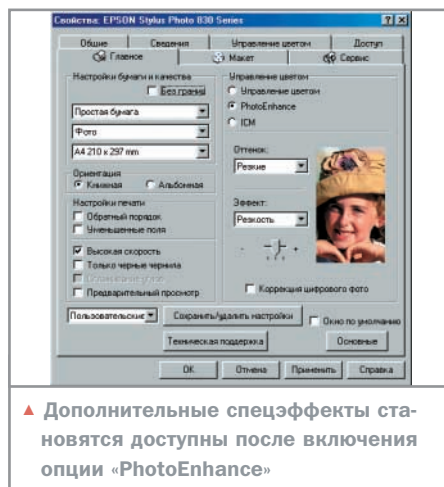 Свойства: EPSON Stylus Photo 830 Series
Общие Сведения Управление цветом Доступ
Главное Макет Сервис
Настройки бумаги и качества
Без границ
Простая бумага
Фото
A4 210 x 297 mm
Ориентация
Книжная Альбомная
Настройки печати
Обратный порядок
Уменьшенные поля
Высокая скорость
Только черные чернила
Предварительный просмотр
Управление цветом
Управление цветом
PhotoEnhance
ICM
Оттенок:
Резкие
Эффект:
Резкость
- +
Коррекция цифрового фото
Пользовательские Сохранить/удалить настройки Окно по умолчанию
Техническая поддержка Основные
OK Отмена Применить Справка
▲ Дополнительные спецэффекты ста-
новятся доступны после включения
опции «PhotoEnhance»